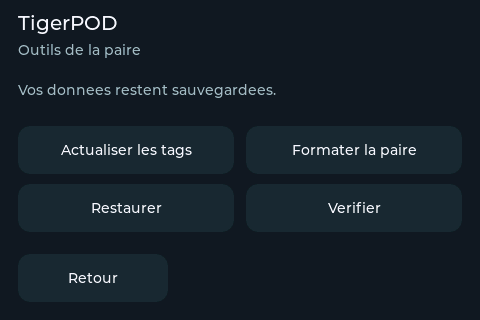 TigerPOD
Outils de la paire
Vos donnees restent sauvegardees.
Actualiser les tags
Formater la paire
Restaurer
Verifier
Retour